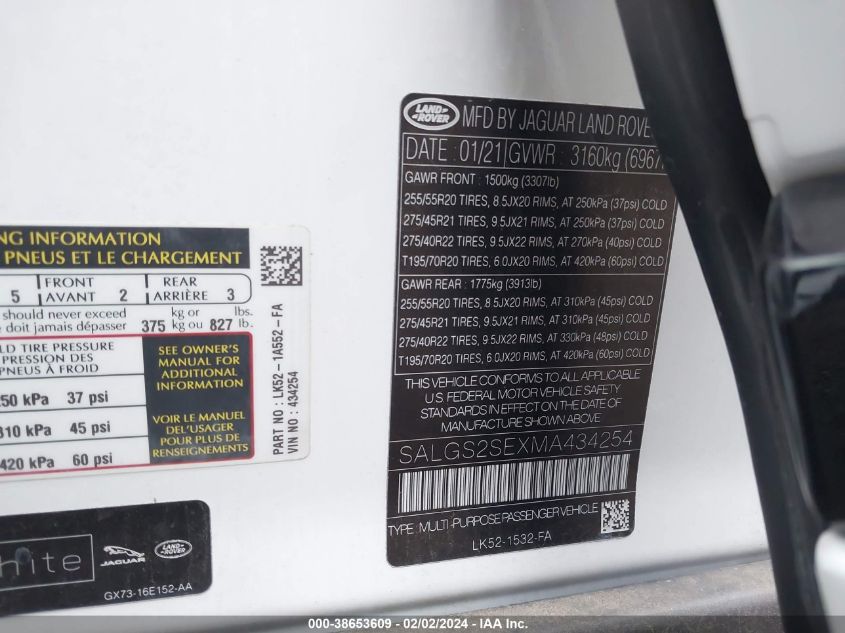 NG INFORMATION
PNEUS ET LE CHARGEMENT
5 FRONT AVANT 2 REAR ARRIÈRE 3
should never exceed kg or lbs.
doit jamais dépasser 375 kg ou 827 lb.
LD TIRE PRESSURE
PRESSION DES
PNEUS À FROID
250 kPa 37 psi
310 kPa 45 psi
420 kPa 60 psi
SEE OWNER'S
MANUAL FOR
ADDITIONAL
INFORMATION
VOIR LE MANUEL
DEL'USAGER
POUR PLUS DE
RENSEIGNEMENTS
PART NO : LK52-1A552-FA
VIN NO : 434254
hite
JAGUAR
LAND ROVER
GX73-16E152-AA
LAND ROVER
MFD BY JAGUAR LAND ROVE
DATE : 01/21 GVWR : 3160kg (6967
GAWR FRONT : 1500kg (3307lb)
255/55R20 TIRES, 8.5JX20 RIMS, AT 250kPa (37psi) COLD
275/45R21 TIRES, 9.5JX21 RIMS, AT 250kPa (37psi) COLD
275/40R22 TIRES, 9.5JX22 RIMS, AT 270kPa (40psi) COLD
T195/70R20 TIRES, 6.0JX20 RIMS, AT 420kPa (60psi) COLD
GAWR REAR : 1775kg (3913lb)
255/55R20 TIRES, 8.5JX20 RIMS, AT 310kPa (45psi) COLD
275/45R21 TIRES, 9.5JX21 RIMS, AT 310kPa (45psi) COLD
275/40R22 TIRES, 9.5JX22 RIMS, AT 330kPa (48psi) COLD
T195/70R20 TIRES, 6.0JX20 RIMS, AT 420kPa (60psi) COLD
THIS VEHICLE CONFORMS TO ALL APPLICABLE
U.S. FEDERAL MOTOR VEHICLE SAFETY
STANDARDS IN EFFECT ON THE DATE OF
MANUFACTURE SHOWN ABOVE
SALGS2SEXMA434254
TYPE: MULTI-PURPOSE PASSENGER VEHICLE
LK52-1532-FA
000-38653609 - 02/02/2024 - IAA - US